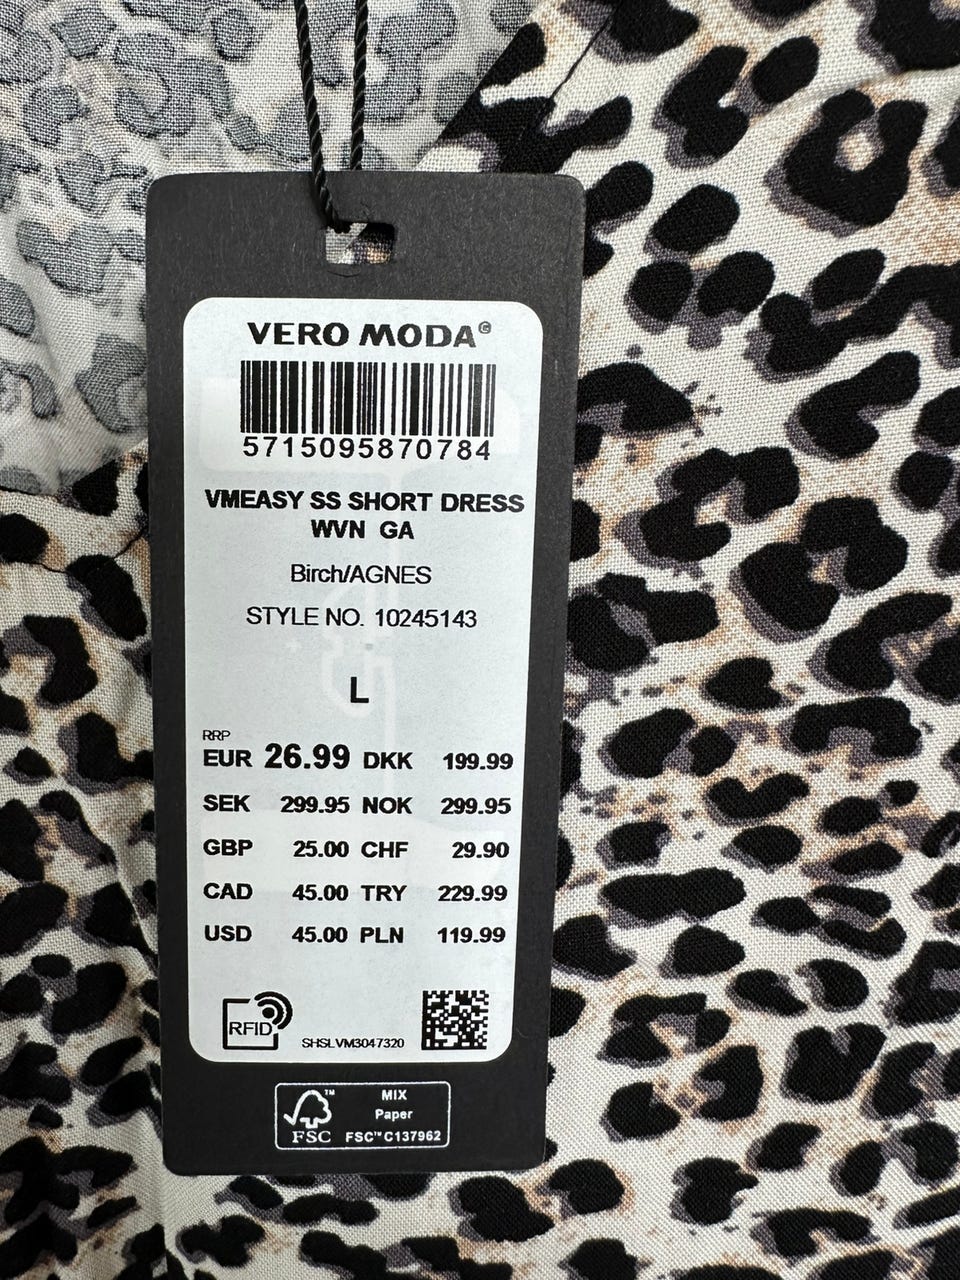 VERO MODA®
5715095870784
VMEASY SS SHORT DRESS
WVN GA
Birch/AGNES
STYLE NO. 10245143
L
RRP
EUR 26.99 DKK 199.99
SEK 299.95 NOK 299.95
GBP 25.00 CHF 29.90
CAD 45.00 TRY 229.99
USD 45.00 PLN 119.99
RFID SHSLVM3047320
MIX
Paper
FSC FSC™ C137962